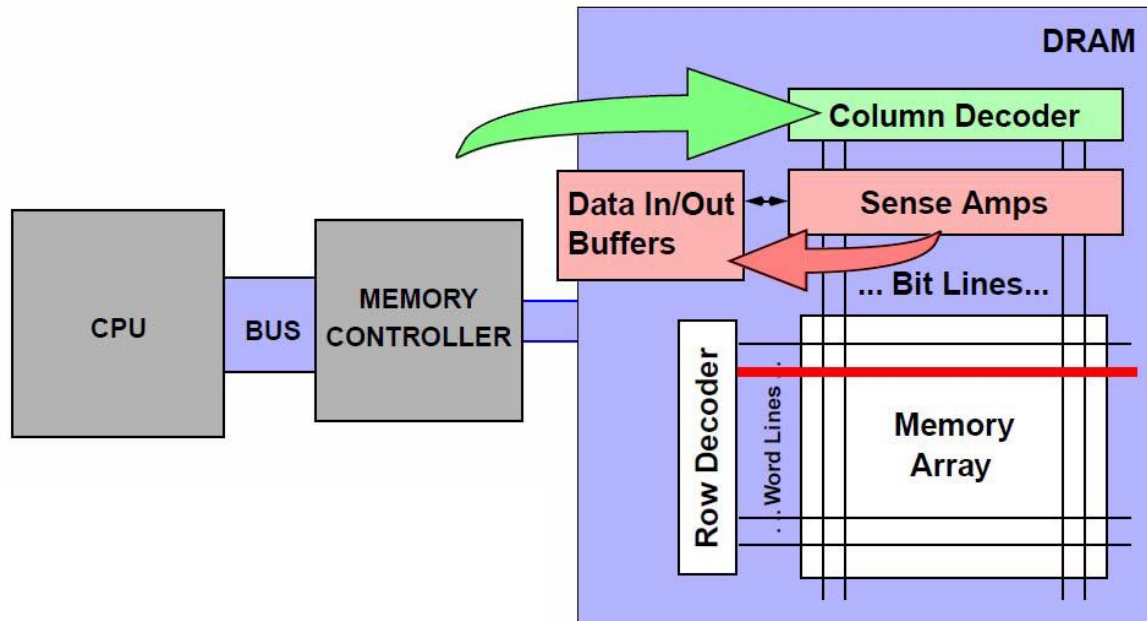 DRAM
Column Decoder
Data In/Out
Buffers
Sense Amps
... Bit Lines...
CPU
BUS
MEMORY
CONTROLLER
Row Decoder
. . .Word Lines . . .
Memory
Array